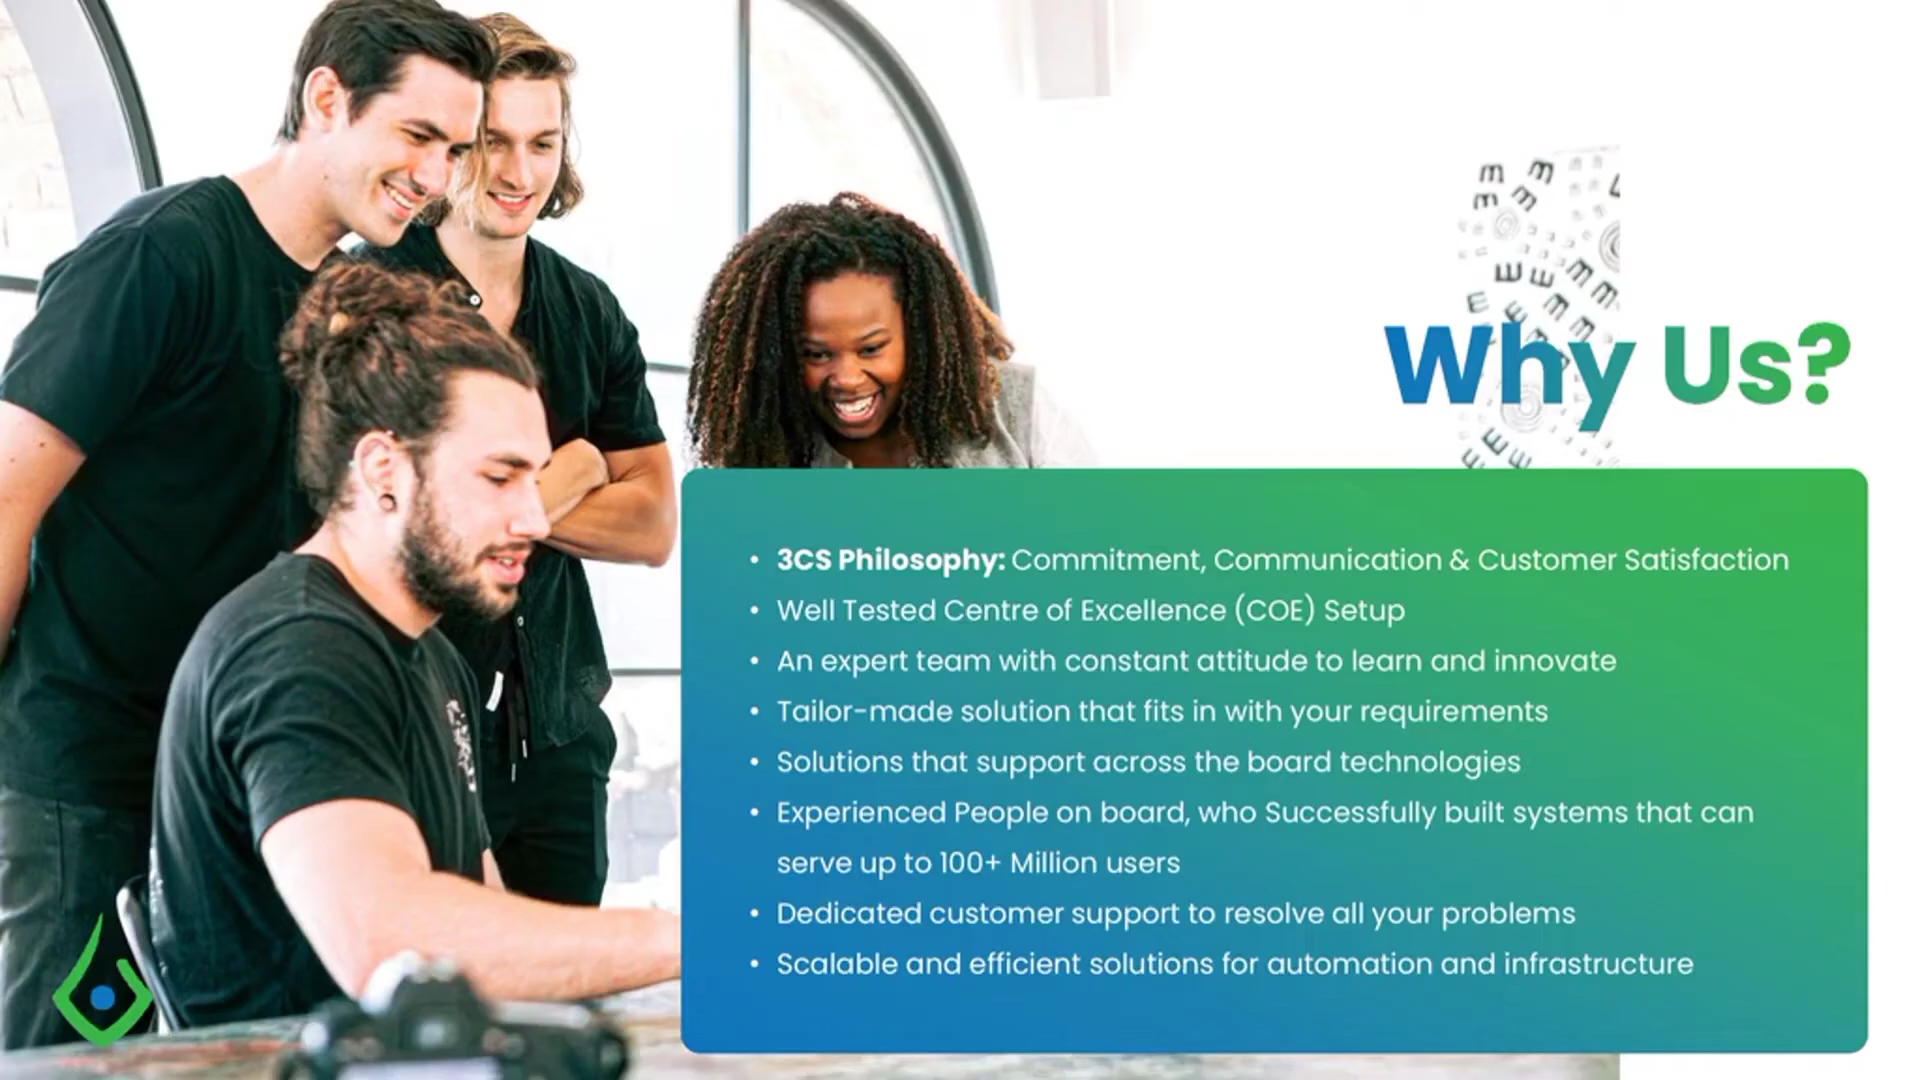 Why Us?
• 3CS Philosophy: Commitment, Communication & Customer Satisfaction
• Well Tested Centre of Excellence (COE) Setup
• An expert team with constant attitude to learn and innovate
• Tailor-made solution that fits in with your requirements
• Solutions that support across the board technologies
• Experienced People on board, who Successfully built systems that can
serve up to 100+ Million users
• Dedicated customer support to resolve all your problems
• Scalable and efficient solutions for automation and infrastructure